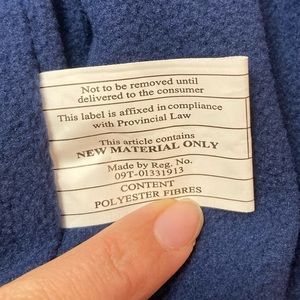 Not to be removed until
delivered to the consumer
This label is affixed in compliance
with Provincial Law
This article contains
NEW MATERIAL ONLY
Made by Reg. No.
09T-01331913
CONTENT
POLYESTER FIBRES